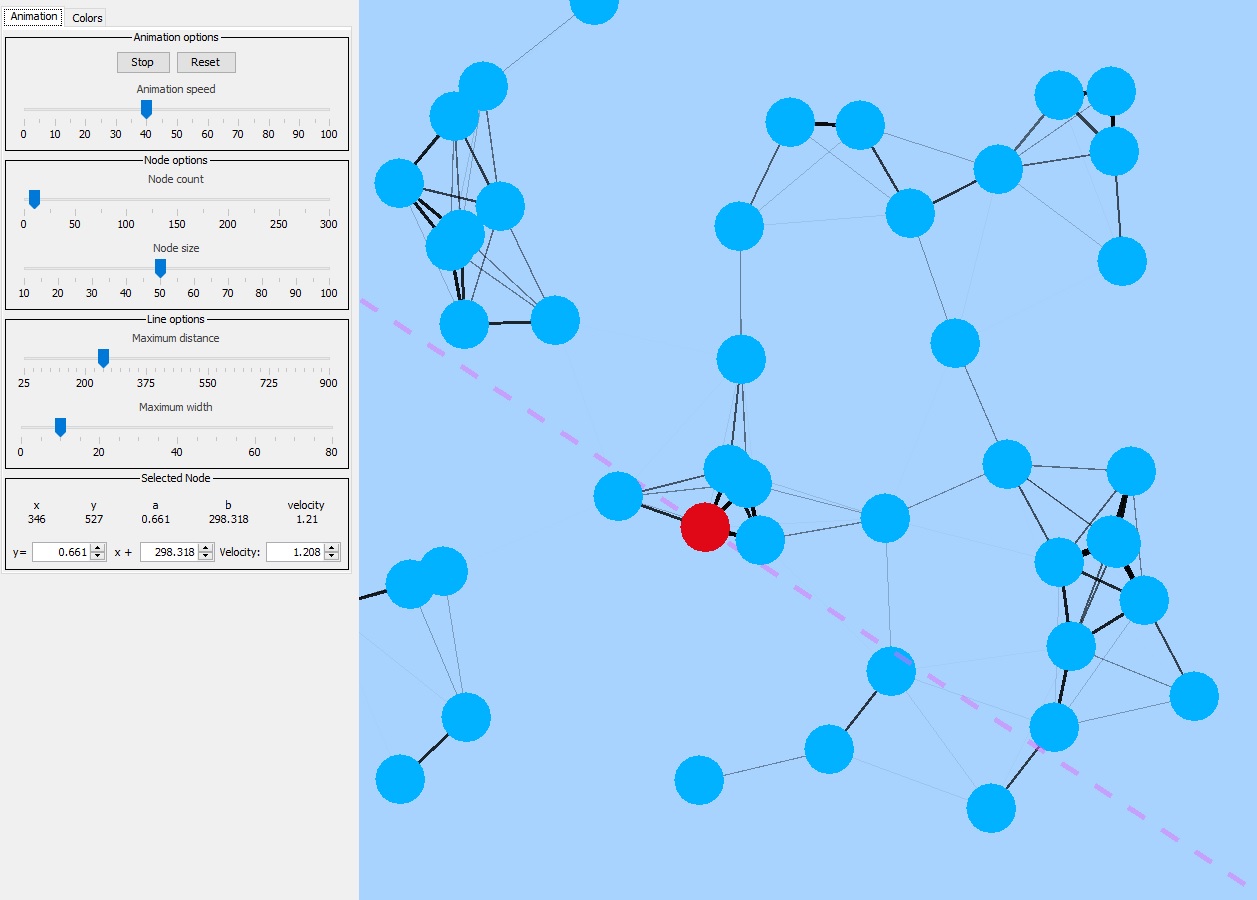 Animation Colors
Animation options
Stop Reset
Animation speed
0 10 20 30 40 50 60 70 80 90 100
Node options
Node count
0 50 100 150 200 250 300
Node size
10 20 30 40 50 60 70 80 90 100
Line options
Maximum distance
25 200 375 550 725 900
Maximum width
0 20 40 60 80
Selected Node
x y a b velocity
346 527 0.661 298.318 1.21
y= 0.661 x + 298.318 Velocity: 1.208